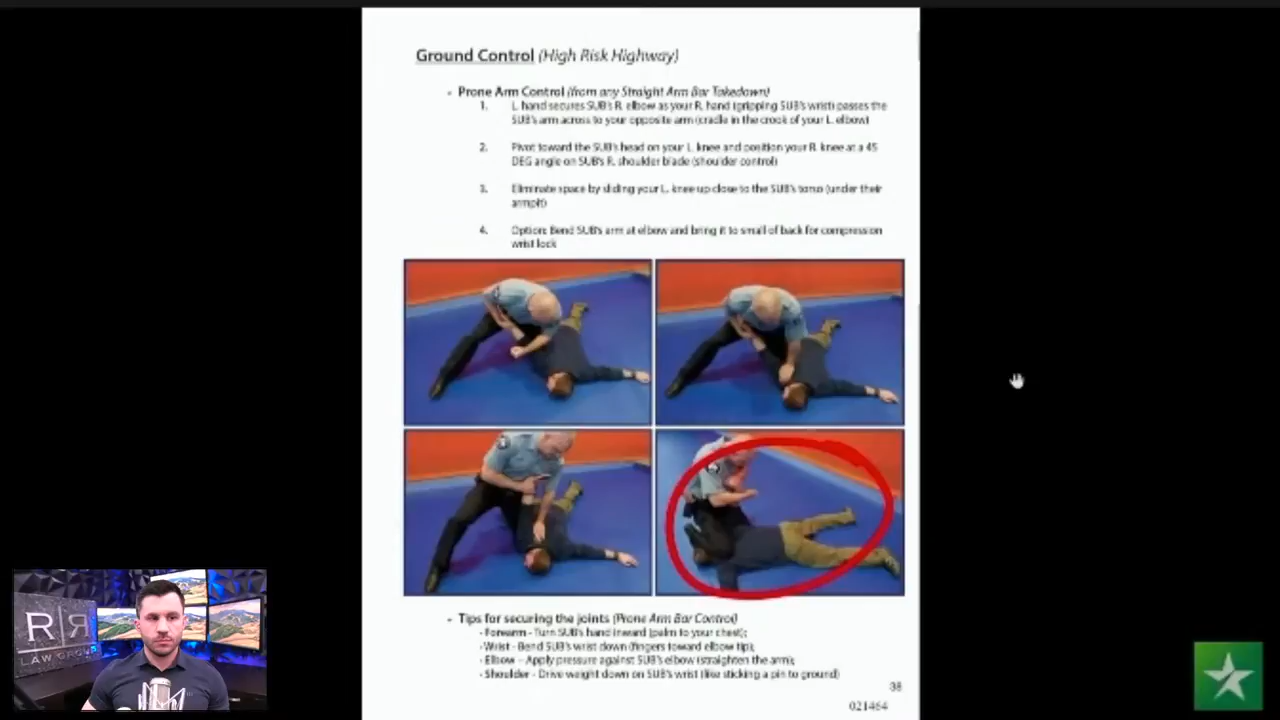 Ground Control (High Risk Highway)
- Prone Arm Control (from any Straight Arm Bar Takedown)
1. L. hand secures SUB's R. elbow as your R. hand (gripping SUB's wrist) passes the
SUB's arm across to your opposite arm (cradle in the crook of your L. elbow)
2. Pivot toward the SUB's head on your L. knee and position your R. knee at a 45
DEG angle on SUB's R. shoulder blade (shoulder control)
3. Eliminate space by sliding your L. knee up close to the SUB's torso (under their
armpit)
4. Option: Bend SUB's arm at elbow and bring it to small of back for compression
wrist lock
- Tips for securing the joints (Prone Arm Bar Control)
- Forearm - Turn SUB's hand inward (palm to your chest);
- Wrist - Bend SUB's wrist down (fingers toward elbow tip);
- Elbow – Apply pressure against SUB's elbow (straighten the arm);
- Shoulder - Drive weight down on SUB's wrist (like sticking a pin to ground)
38
021464
R|R
LAW GROUP